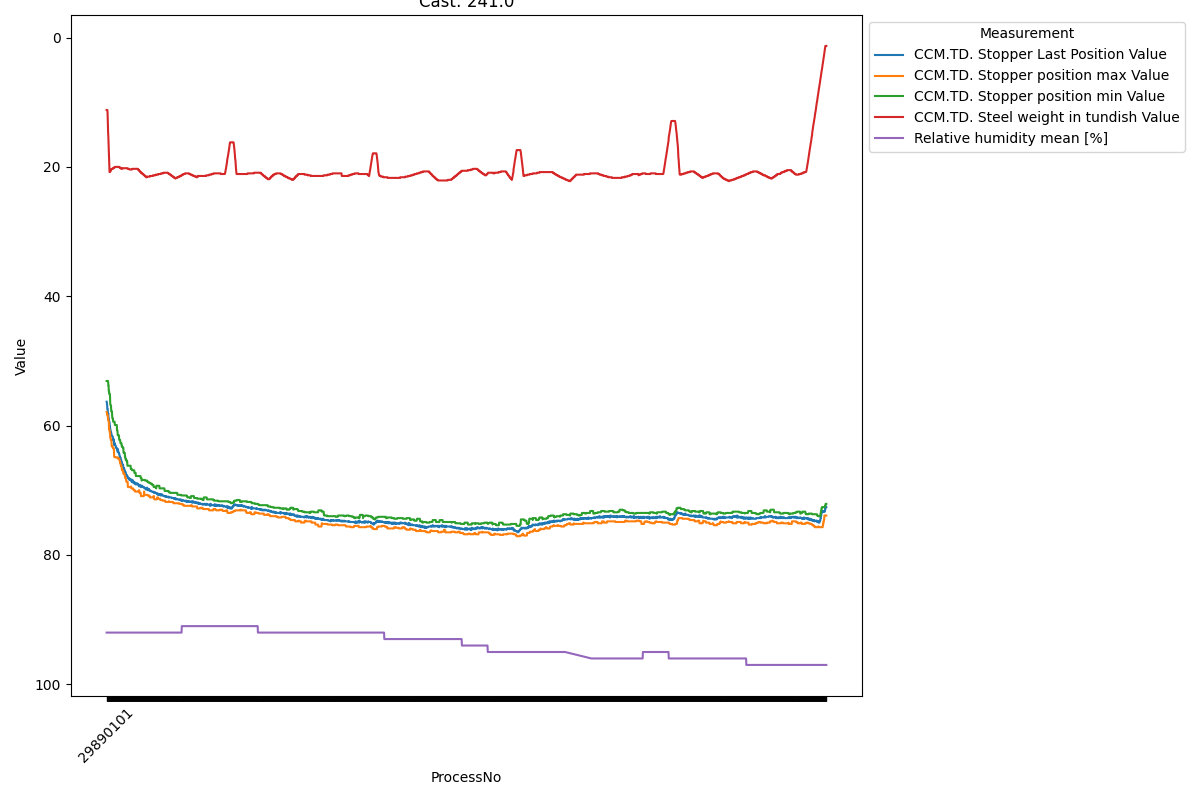 Cast: 241.0
Measurement
CCM.TD. Stopper Last Position Value
CCM.TD. Stopper position max Value
CCM.TD. Stopper position min Value
CCM.TD. Steel weight in tundish Value
Relative humidity mean [%]
0
20
40
60
80
100
Value
29890101
ProcessNo